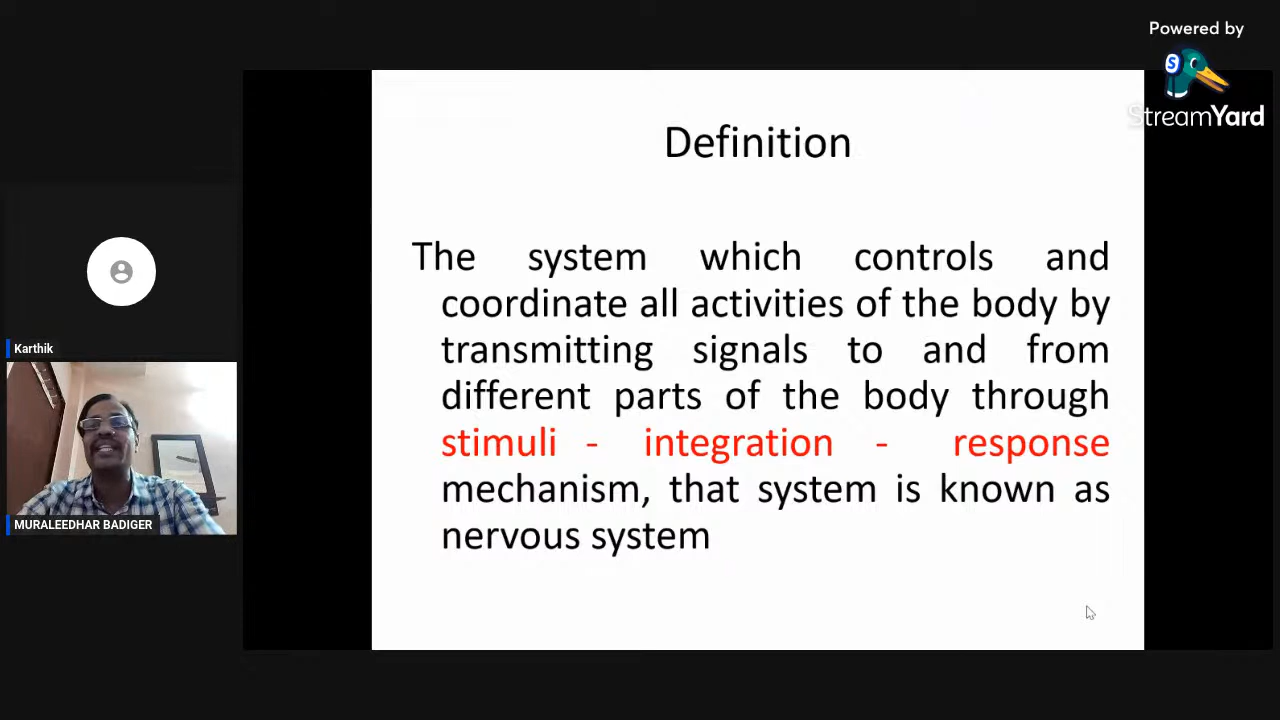 Powered by
StreamYard
Definition
The system which controls and
coordinate all activities of the body by
transmitting signals to and from
different parts of the body through
stimuli - integration - response
mechanism, that system is known as
nervous system
Karthik
MURALEEDHAR BADIGER